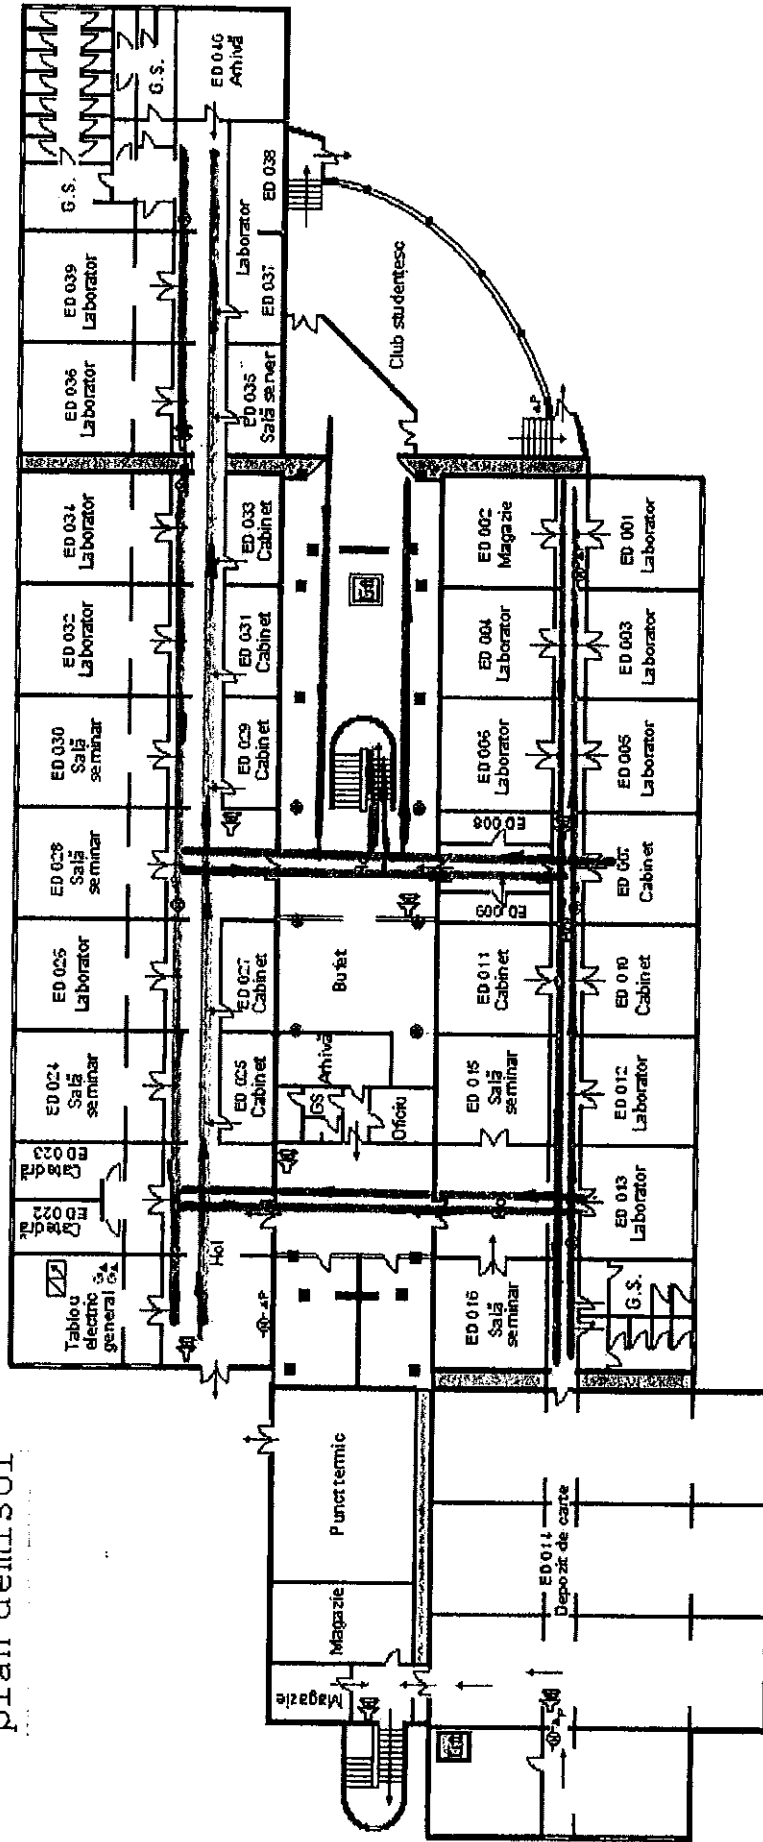 plan demisol
ED 040
Arhivă
G.S.
G.S.
ED 039
Laborator
ED 036
Laborator
ED 034
Laborator
ED 032
Laborator
ED 030
Sală
seminar
ED 028
Sală
seminar
ED 026
Laborator
ED 024
Sală
seminar
ED 023
Catedră
ED 022
Catedră
Tablou
electric
general
ED 038
Laborator
ED 037
ED 035
Sală server
ED 033
Cabinet
ED 031
Cabinet
ED 029
Cabinet
ED 027
Cabinet
ED 025
Cabinet
Hol
Club studențesc
Lift
Bufet
Arhivă
GS
Oficiu
ED 002
Magazie
ED 004
Laborator
ED 006
Laborator
ED 008
ED 009
ED 011
Cabinet
ED 015
Sală
seminar
Hol
ED 016
Sală
seminar
ED 001
Laborator
ED 003
Laborator
ED 005
Laborator
ED 007
Cabinet
ED 010
Cabinet
ED 012
Laborator
ED 013
Laborator
G.S.
Punct termic
Magazie
Magazie
ED 014
Depozit de carte
Lift